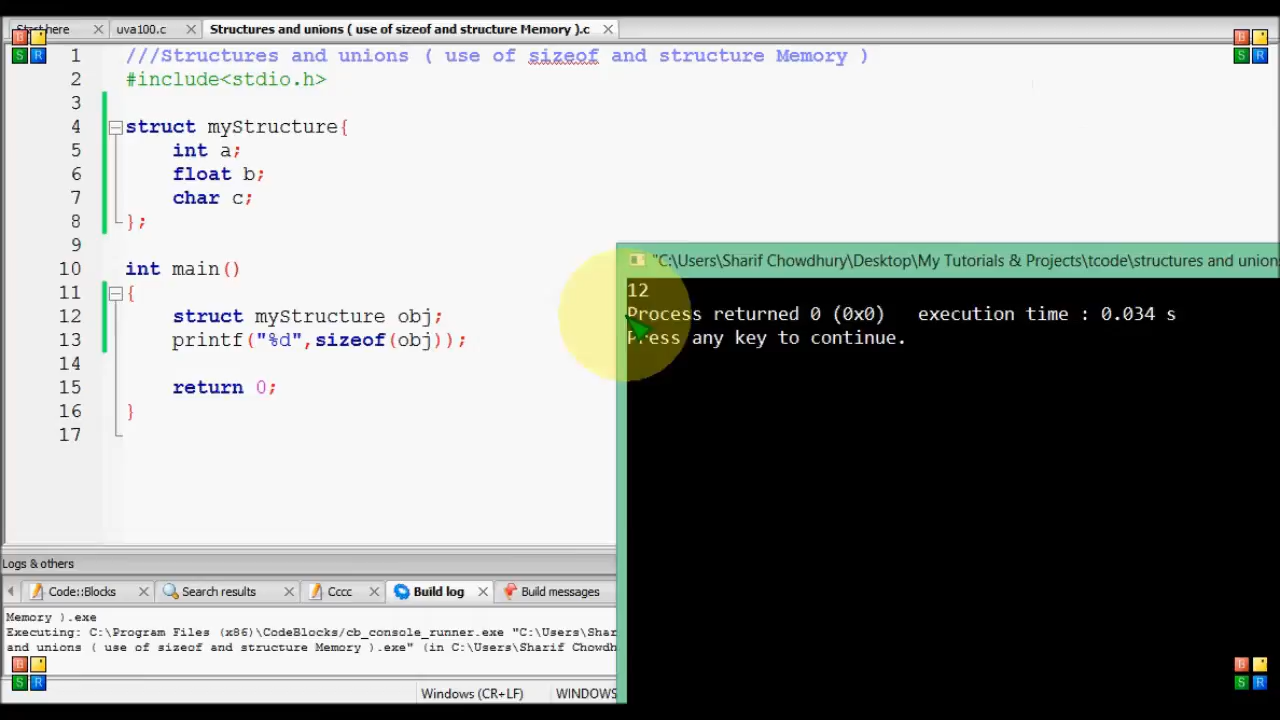 Start here
uva100.c
Structures and unions ( use of sizeof and structure Memory ).c
1 ///Structures and unions ( use of sizeof and structure Memory )
2 #include<stdio.h>
3
4 struct myStructure{
5 int a;
6 float b;
7 char c;
8 };
9
10 int main()
11 {
12 struct myStructure obj;
13 printf("%d",sizeof(obj));
14
15 return 0;
16 }
17
"C:\Users\Sharif Chowdhury\Desktop\My Tutorials & Projects\tcode\structures and union
12
Process returned 0 (0x0) execution time : 0.034 s
Press any key to continue.
Logs & others
Code::Blocks
Search results
Cccc
Build log
Build messages
Memory ).exe
Executing: C:\Program Files (x86)\CodeBlocks/cb_console_runner.exe "C:\Users\Shar
and unions ( use of sizeof and structure Memory ).exe" (in C:\Users\Sharif Chowdh
Windows (CR+LF)
WINDOWS
B
S R
B
S R
B
S R
B
S R